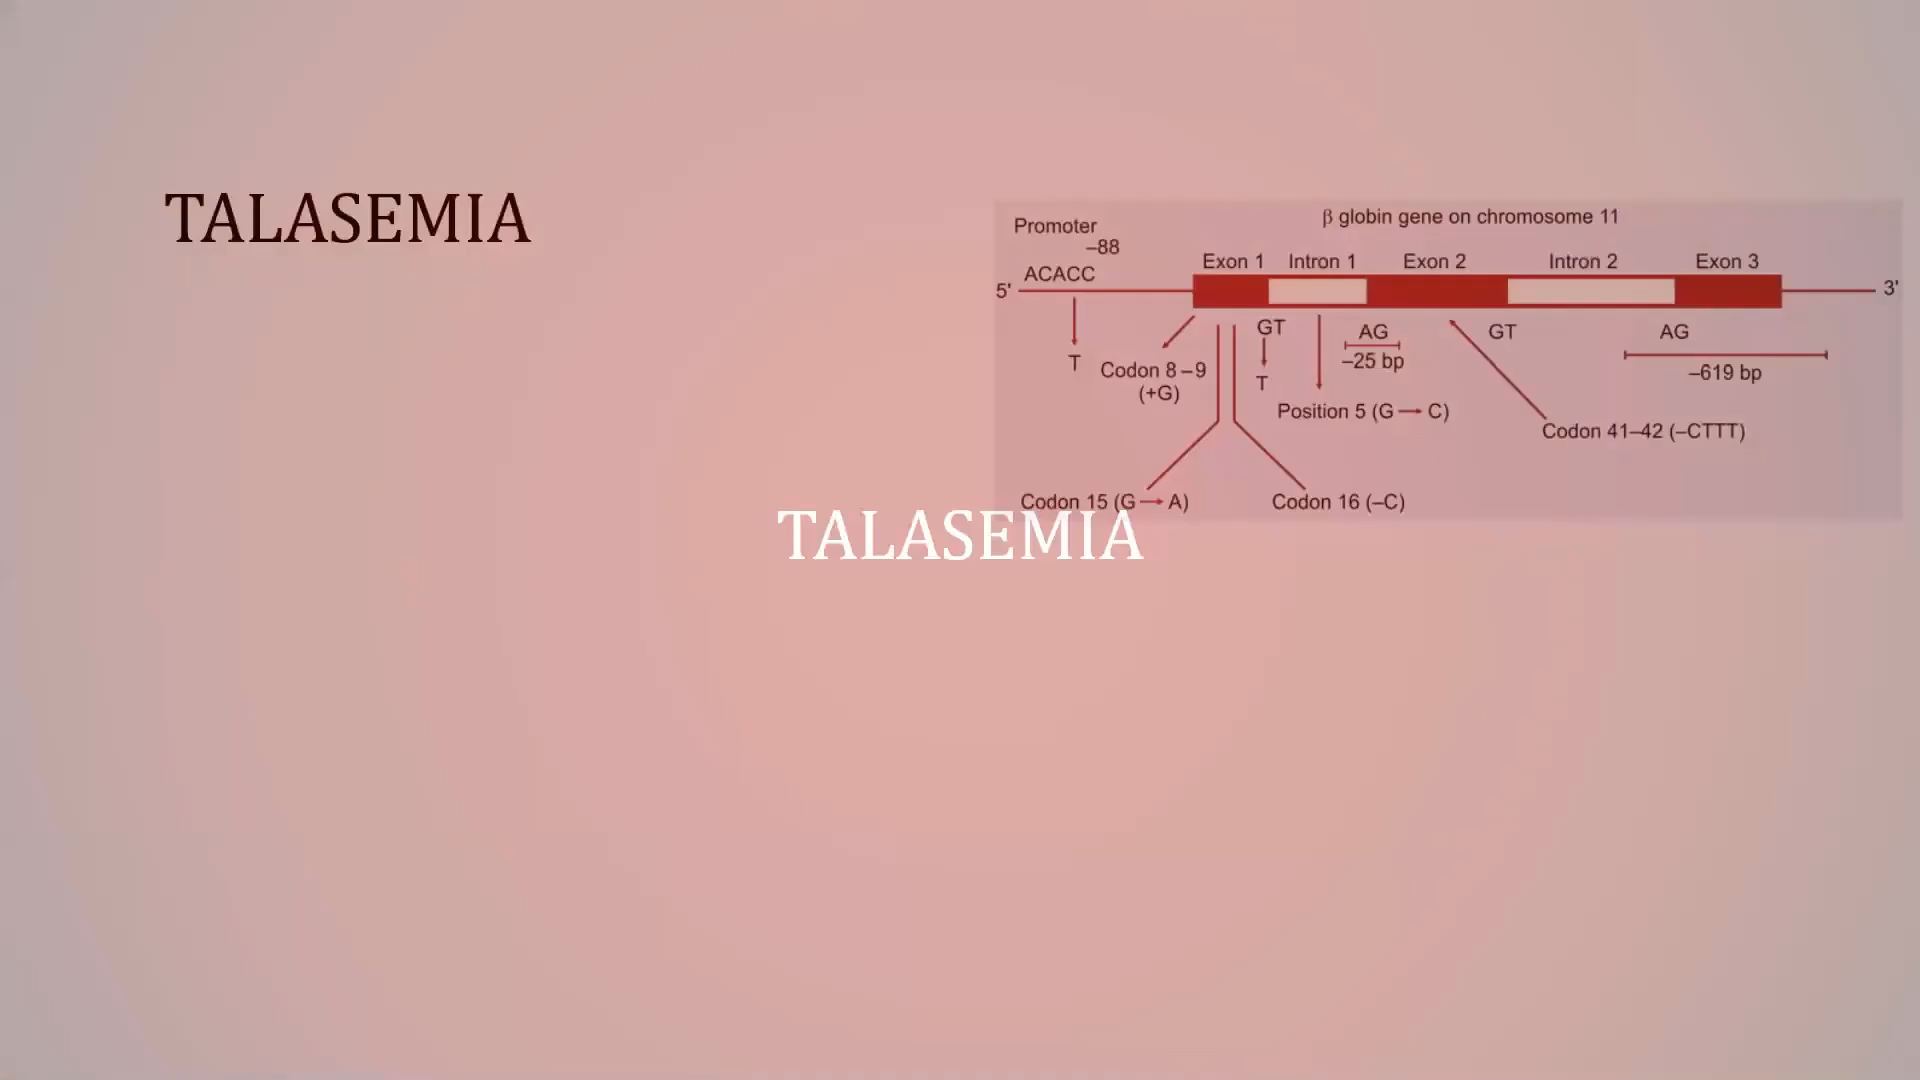 TALASEMIA
β globin gene on chromosome 11
Promoter
–88
ACACC
Exon 1 Intron 1 Exon 2 Intron 2 Exon 3
5' 3'
GT AG GT AG
T Codon 8–9 (+G) T –25 bp –619 bp
Position 5 (G → C)
Codon 41–42 (–CTTT)
Codon 15 (G → A) Codon 16 (–C)
TALASEMIA